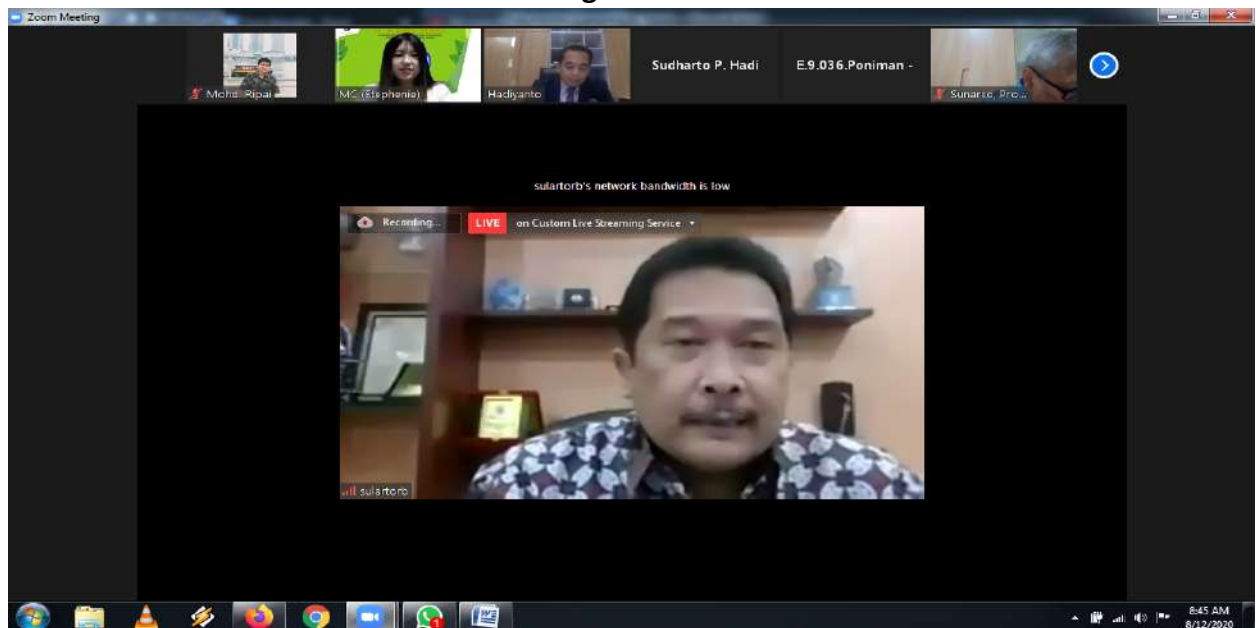 Zoom Meeting
Mohd. Ripai
MC (Stephenie)
Hadiyanto
Sudharto P. Hadi
E.9.036.Poniman -
Sunarso, Pro...
sulartorb's network bandwidth is low
Recording...
LIVE on Custom Live Streaming Service
sulartorb
8:45 AM
8/12/2020